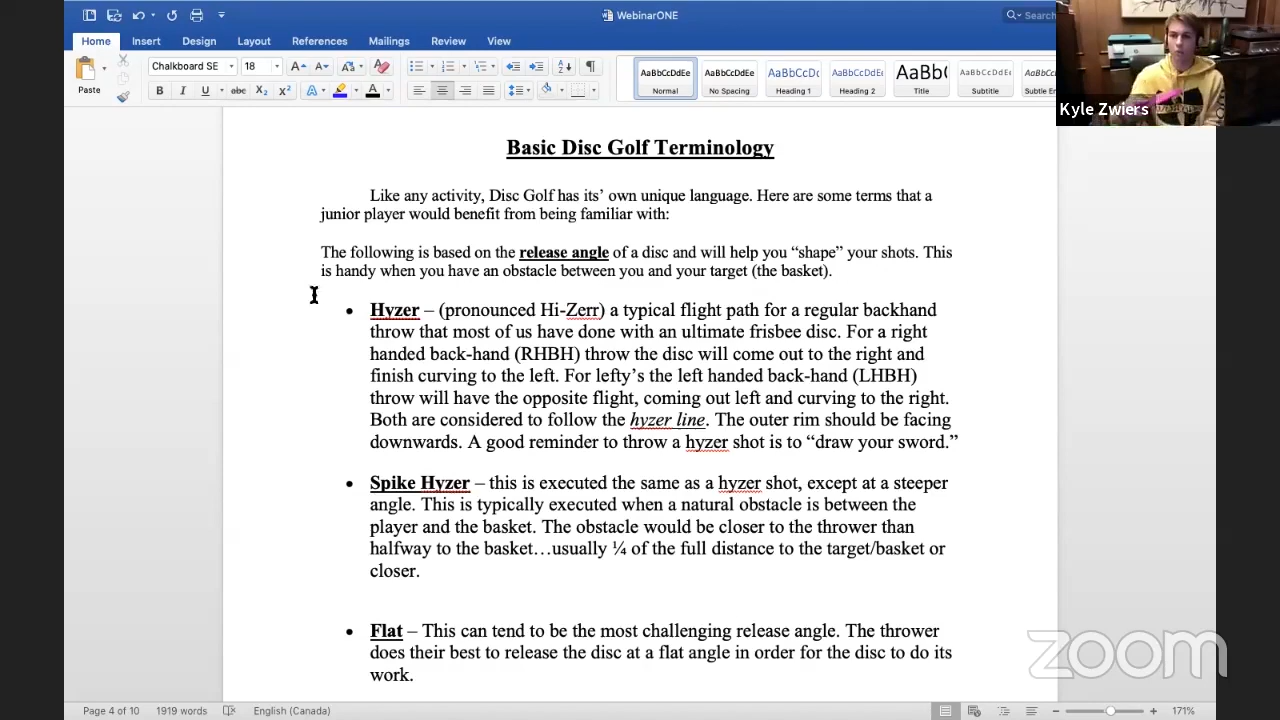 WebinarONE
Search
Home Insert Design Layout References Mailings Review View
Paste
Chalkboard SE 18
AaBbCcDdEe AaBbCcDdEe AaBbCcDc AaBbCcDdEe AaBb( AaBbCcDdEe AaBbCcDdEe
Normal No Spacing Heading 1 Heading 2 Title Subtitle Subtle Em
Kyle Zwiers
Basic Disc Golf Terminology
Like any activity, Disc Golf has its’ own unique language. Here are some terms that a
junior player would benefit from being familiar with:
The following is based on the release angle of a disc and will help you “shape” your shots. This
is handy when you have an obstacle between you and your target (the basket).
• Hyzer – (pronounced Hi-Zerr) a typical flight path for a regular backhand
throw that most of us have done with an ultimate frisbee disc. For a right
handed back-hand (RHBH) throw the disc will come out to the right and
finish curving to the left. For lefty’s the left handed back-hand (LHBH)
throw will have the opposite flight, coming out left and curving to the right.
Both are considered to follow the hyzer line. The outer rim should be facing
downwards. A good reminder to throw a hyzer shot is to “draw your sword.”
• Spike Hyzer – this is executed the same as a hyzer shot, except at a steeper
angle. This is typically executed when a natural obstacle is between the
player and the basket. The obstacle would be closer to the thrower than
halfway to the basket…usually ¼ of the full distance to the target/basket or
closer.
• Flat – This can tend to be the most challenging release angle. The thrower
does their best to release the disc at a flat angle in order for the disc to do its
work.
zoom
Page 4 of 10 1919 words English (Canada) 171%